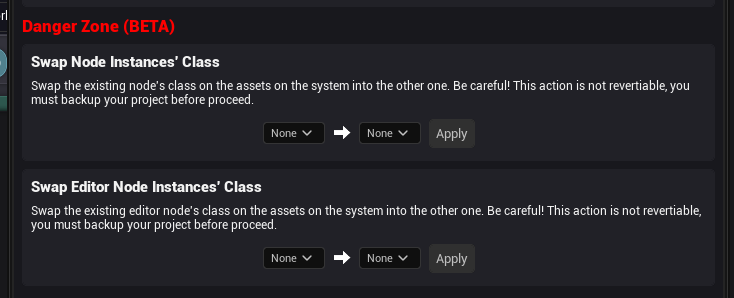 Danger Zone (BETA)
Swap Node Instances' Class
Swap the existing node's class on the assets on the system into the other one. Be careful! This action is not revertiable, you
must backup your project before proceed.
None None Apply
Swap Editor Node Instances' Class
Swap the existing editor node's class on the assets on the system into the other one. Be careful! This action is not revertiable,
you must backup your project before proceed.
None None Apply